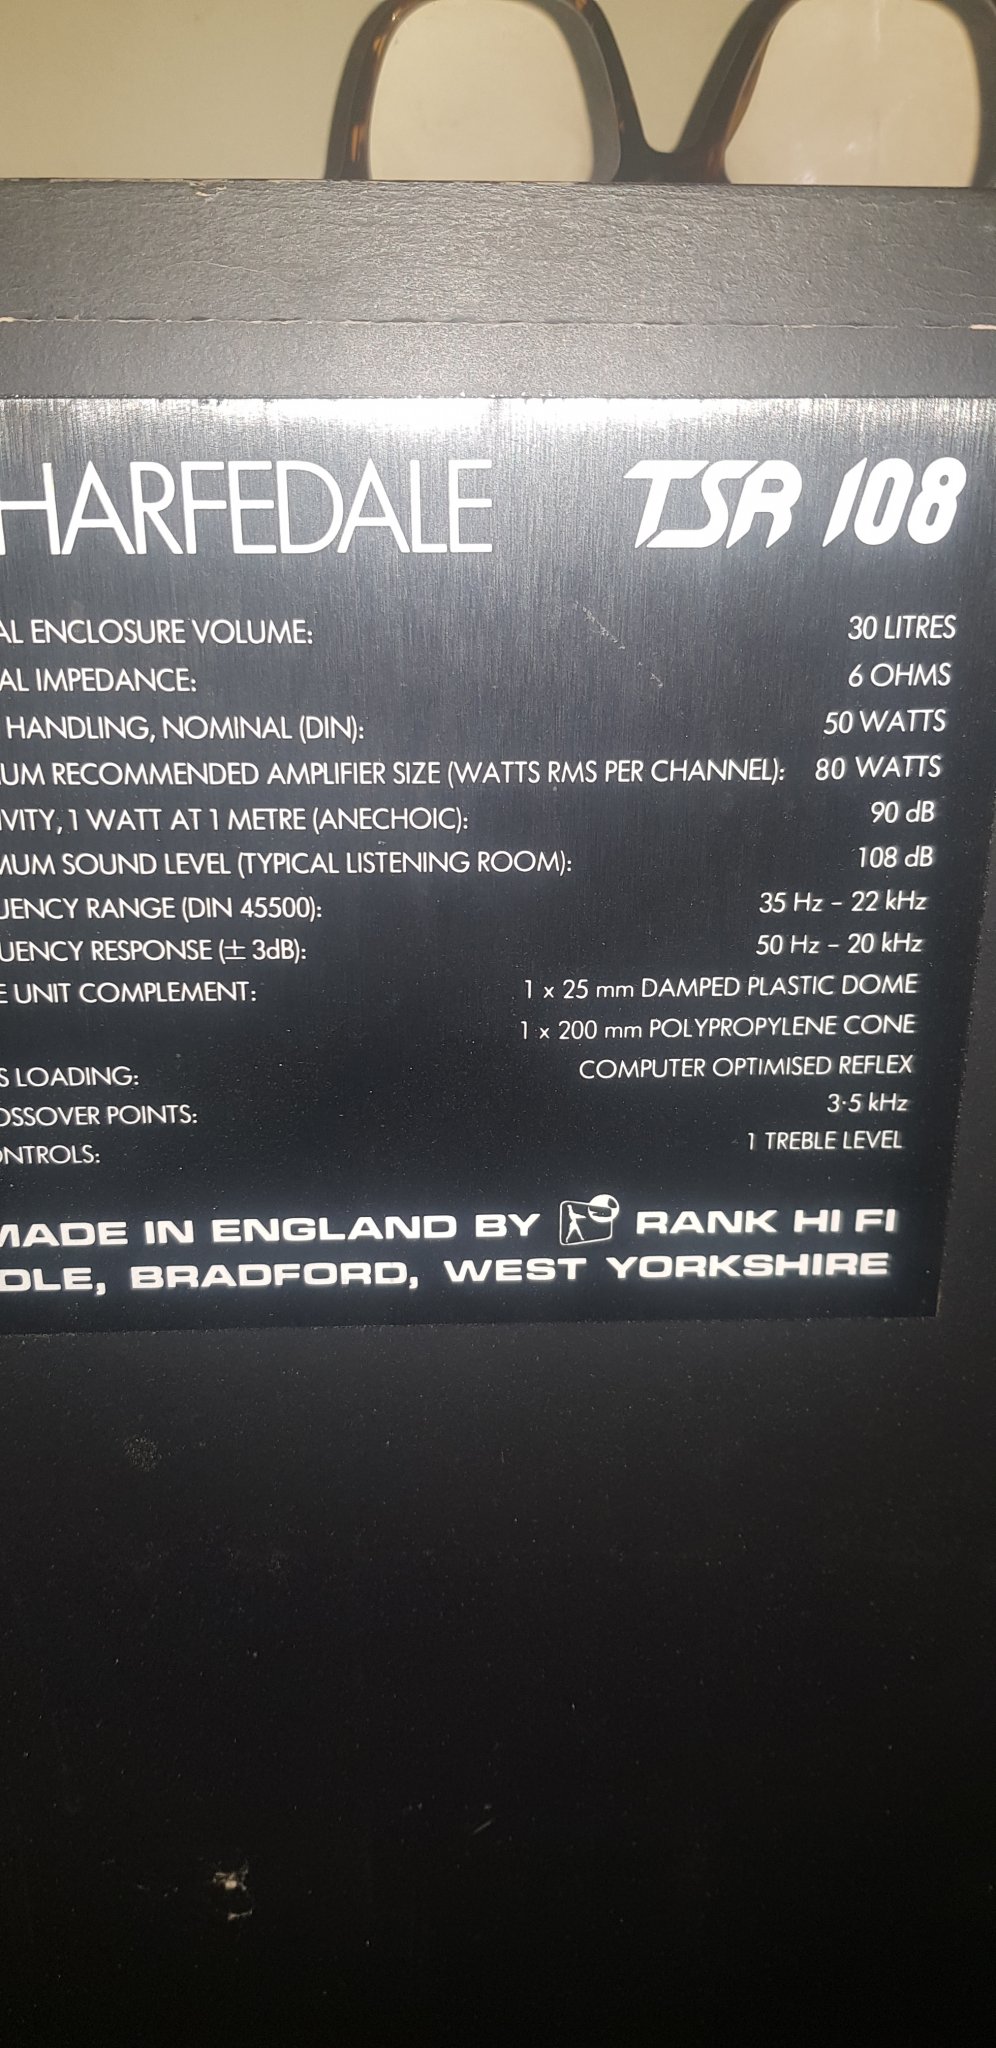 HARFEDALE TSR 108
AL ENCLOSURE VOLUME: 30 LITRES
AL IMPEDANCE: 6 OHMS
HANDLING, NOMINAL (DIN): 50 WATTS
UM RECOMMENDED AMPLIFIER SIZE (WATTS RMS PER CHANNEL): 80 WATTS
IVITY, 1 WATT AT 1 METRE (ANECHOIC): 90 dB
MUM SOUND LEVEL (TYPICAL LISTENING ROOM): 108 dB
UENCY RANGE (DIN 45500): 35 Hz – 22 kHz
UENCY RESPONSE (± 3dB): 50 Hz – 20 kHz
E UNIT COMPLEMENT: 1 x 25 mm DAMPED PLASTIC DOME
1 x 200 mm POLYPROPYLENE CONE
S LOADING: COMPUTER OPTIMISED REFLEX
OSSOVER POINTS: 3·5 kHz
ONTROLS: 1 TREBLE LEVEL
MADE IN ENGLAND BY RANK HI FI
DLE, BRADFORD, WEST YORKSHIRE